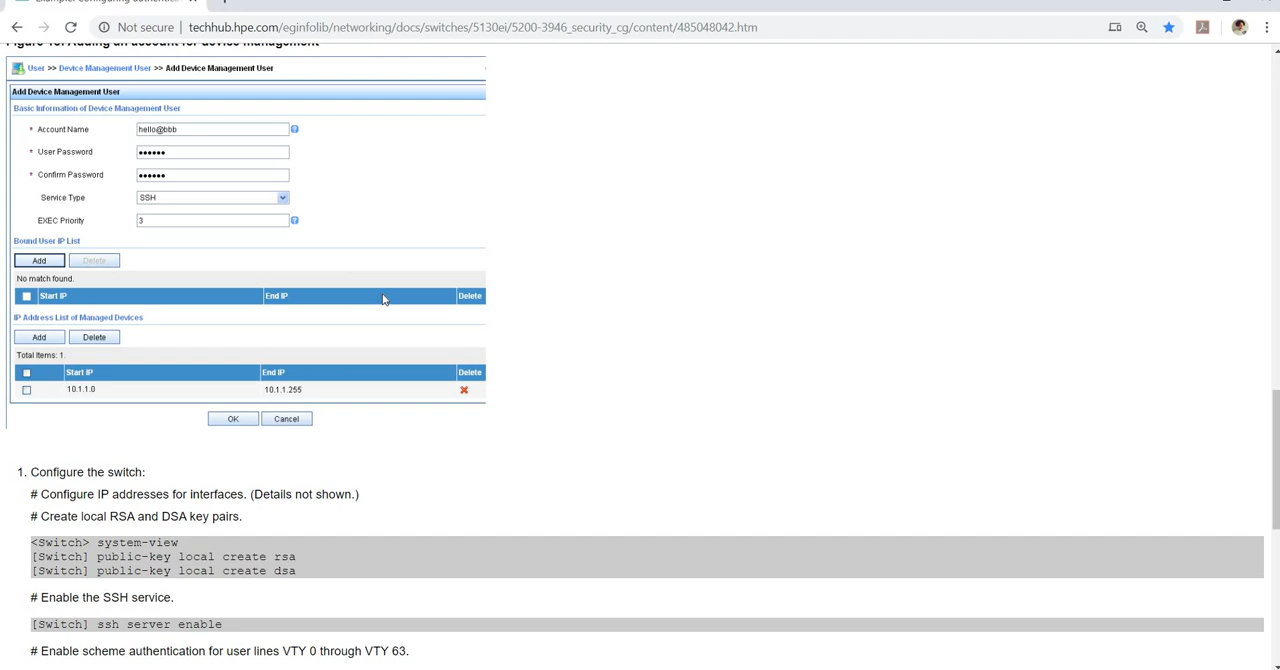 Not secure | techhub.hpe.com/eginfolib/networking/docs/switches/5130ei/5200-3946_security_cg/content/485048042.htm
User >> Device Management User >> Add Device Management User
Add Device Management User
Basic Information of Device Management User
* Account Name hello@bbb
* User Password ••••••
* Confirm Password ••••••
Service Type SSH
EXEC Priority 3
Bound User IP List
Add Delete
No match found.
Start IP End IP Delete
IP Address List of Managed Devices
Add Delete
Total Items: 1.
Start IP End IP Delete
10.1.1.0 10.1.1.255
OK Cancel
1. Configure the switch:
# Configure IP addresses for interfaces. (Details not shown.)
# Create local RSA and DSA key pairs.
<Switch> system-view
[Switch] public-key local create rsa
[Switch] public-key local create dsa
# Enable the SSH service.
[Switch] ssh server enable
# Enable scheme authentication for user lines VTY 0 through VTY 63.